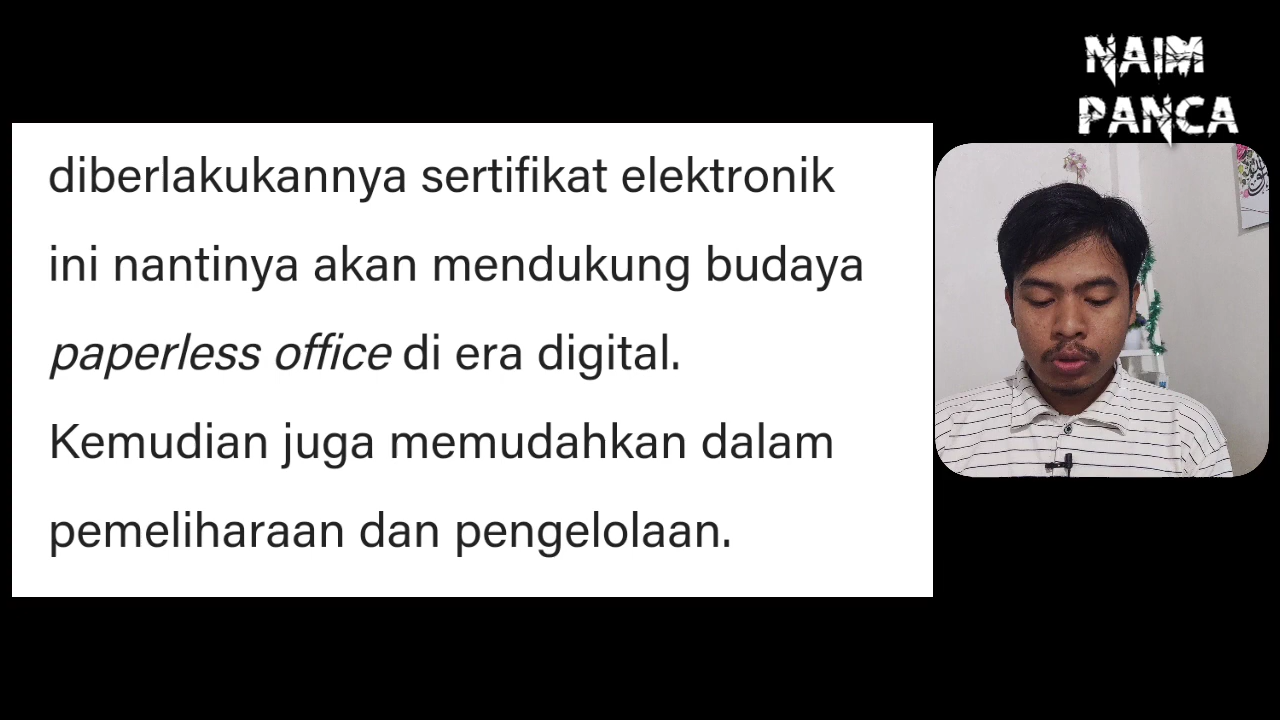 NAIM
PANCA
diberlakukannya sertifikat elektronik
ini nantinya akan mendukung budaya
paperless office di era digital.
Kemudian juga memudahkan dalam
pemeliharaan dan pengelolaan.